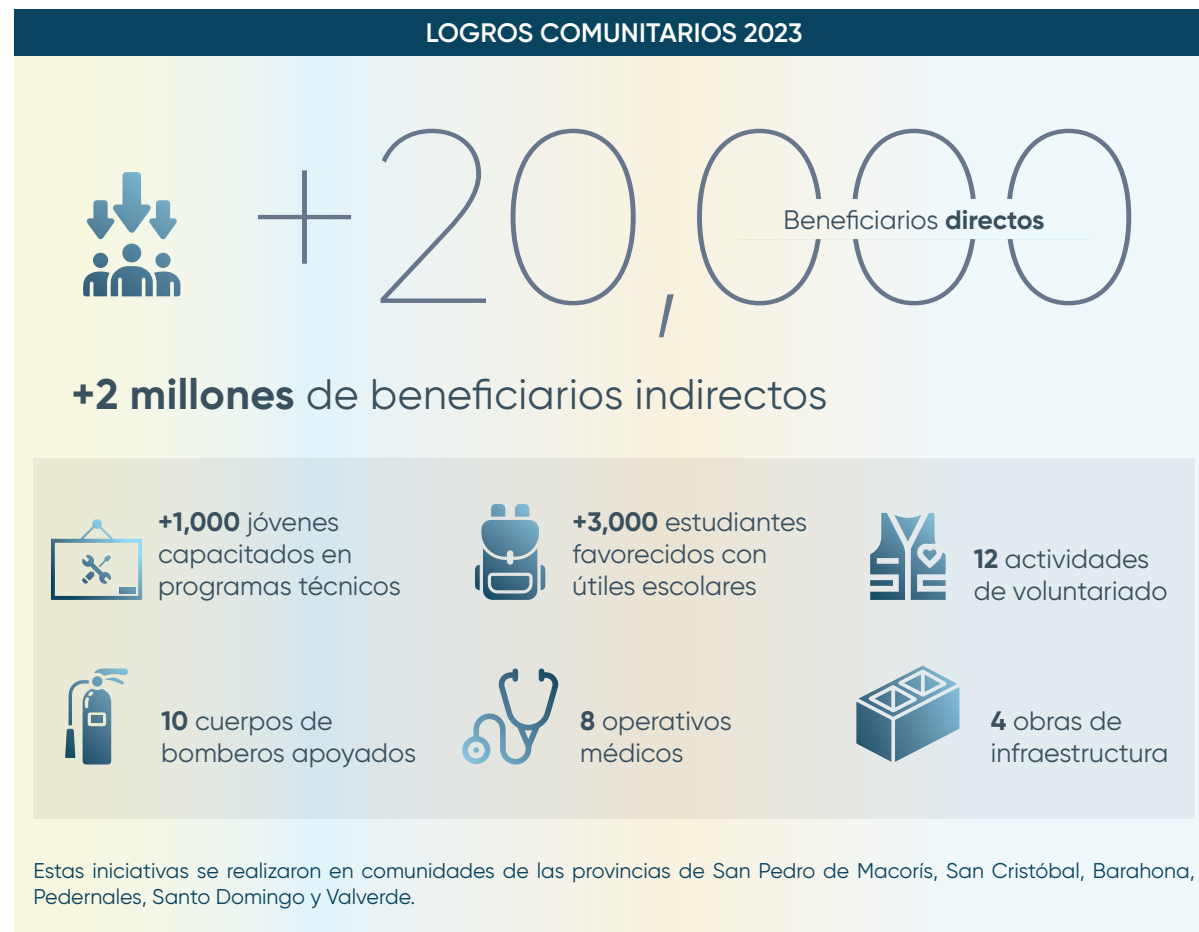 LOGROS COMUNITARIOS 2023
+20,000
Beneficiarios directos
+2 millones de beneficiarios indirectos
+1,000 jóvenes
capacitados en
programas técnicos
+3,000 estudiantes
favorecidos con
útiles escolares
12 actividades
de voluntariado
10 cuerpos de
bomberos apoyados
8 operativos
médicos
4 obras de
infraestructura
Estas iniciativas se realizaron en comunidades de las provincias de San Pedro de Macorís, San Cristóbal, Barahona,
Pedernales, Santo Domingo y Valverde.